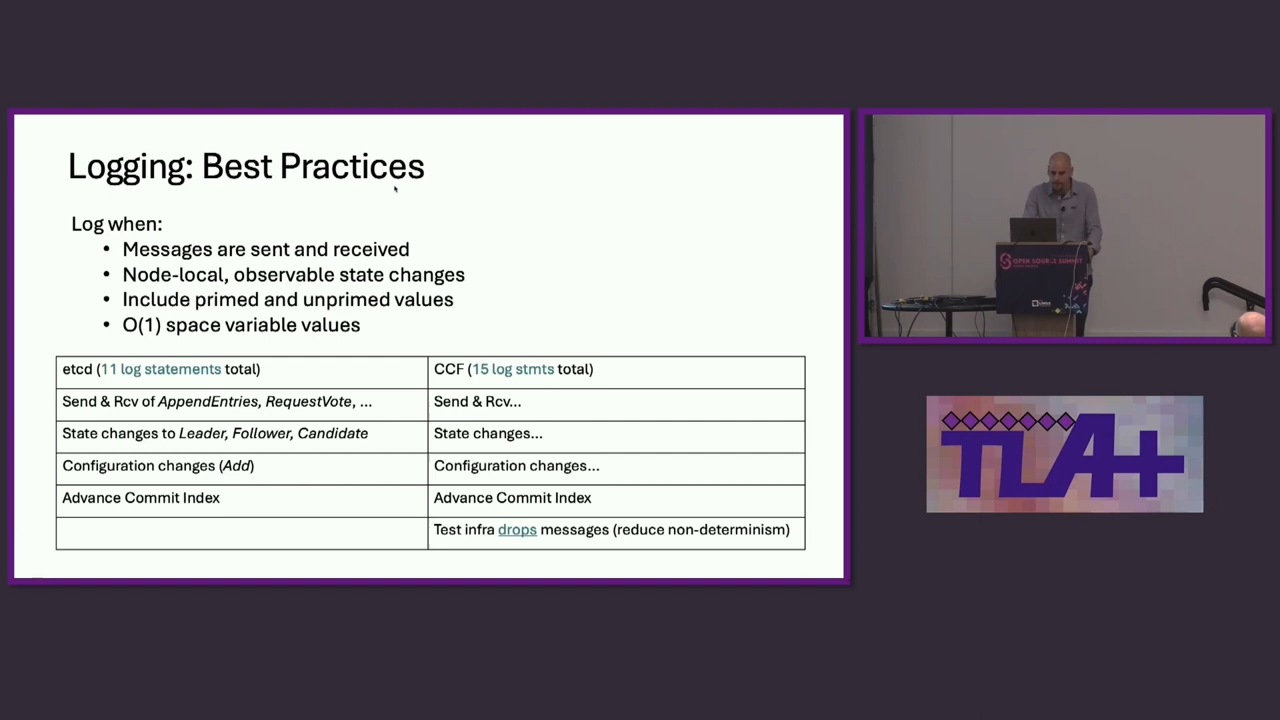 Logging: Best Practices
Log when:
• Messages are sent and received
• Node-local, observable state changes
• Include primed and unprimed values
• O(1) space variable values
etcd (11 log statements total)
CCF (15 log stmts total)
Send & Rcv of AppendEntries, RequestVote, ...
Send & Rcv...
State changes to Leader, Follower, Candidate
State changes...
Configuration changes (Add)
Configuration changes...
Advance Commit Index
Advance Commit Index
Test infra drops messages (reduce non-determinism)
OPEN SOURCE SUMMIT
TLA+